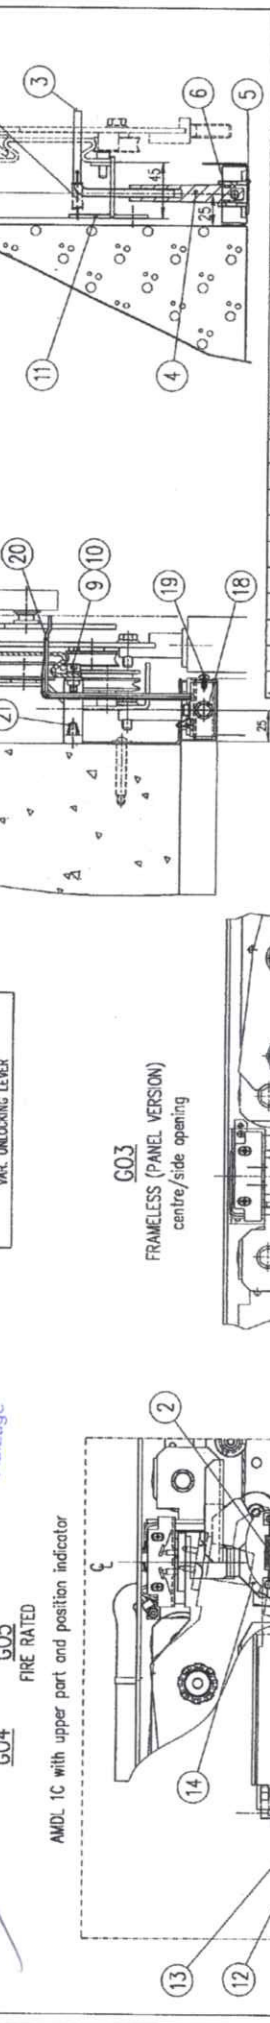 3
6
5
45
25
11
4
20
9
10
21
19
18
25
VAR. UNLOCKING LEVER
G03
FRAMELESS (PANEL VERSION)
centre/side opening
G04
G05
FIRE RATED
AMDL 1C with upper part and position indicator
2
14
13
12